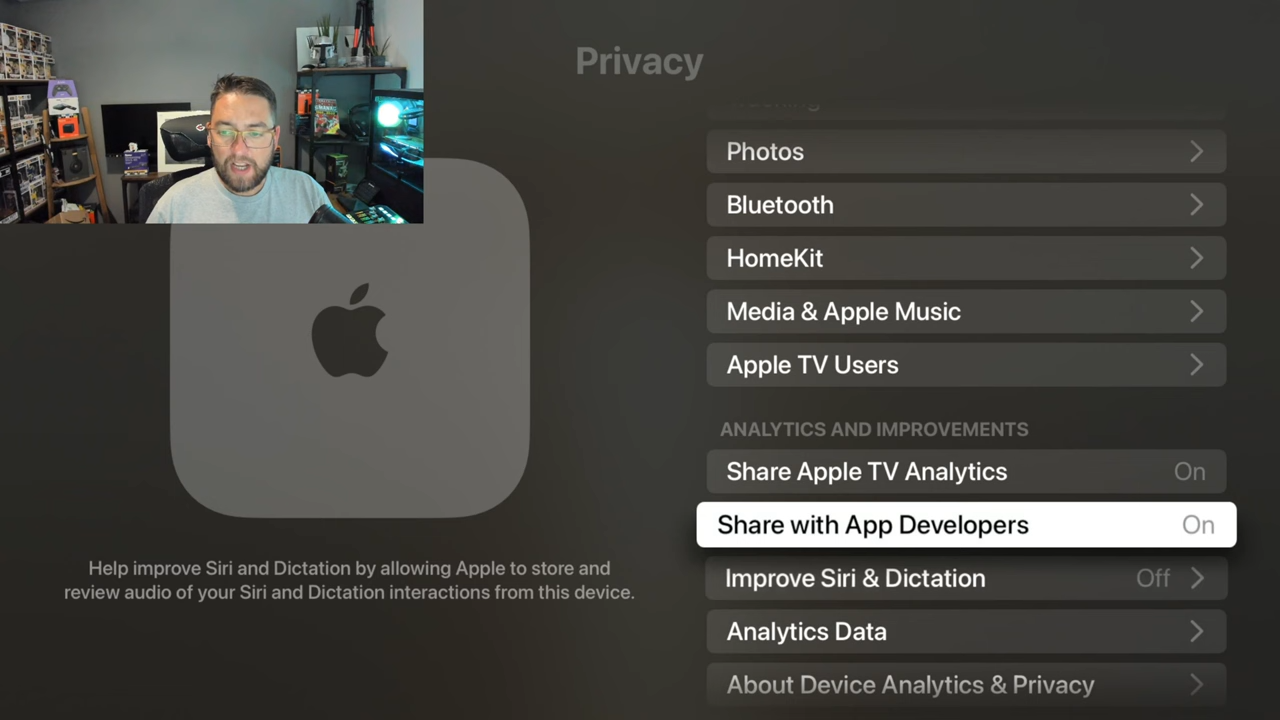 Privacy
Photos
Bluetooth
HomeKit
Media & Apple Music
Apple TV Users
ANALYTICS AND IMPROVEMENTS
Share Apple TV Analytics On
Share with App Developers On
Improve Siri & Dictation Off
Analytics Data
About Device Analytics & Privacy
Help improve Siri and Dictation by allowing Apple to store and
review audio of your Siri and Dictation interactions from this device.